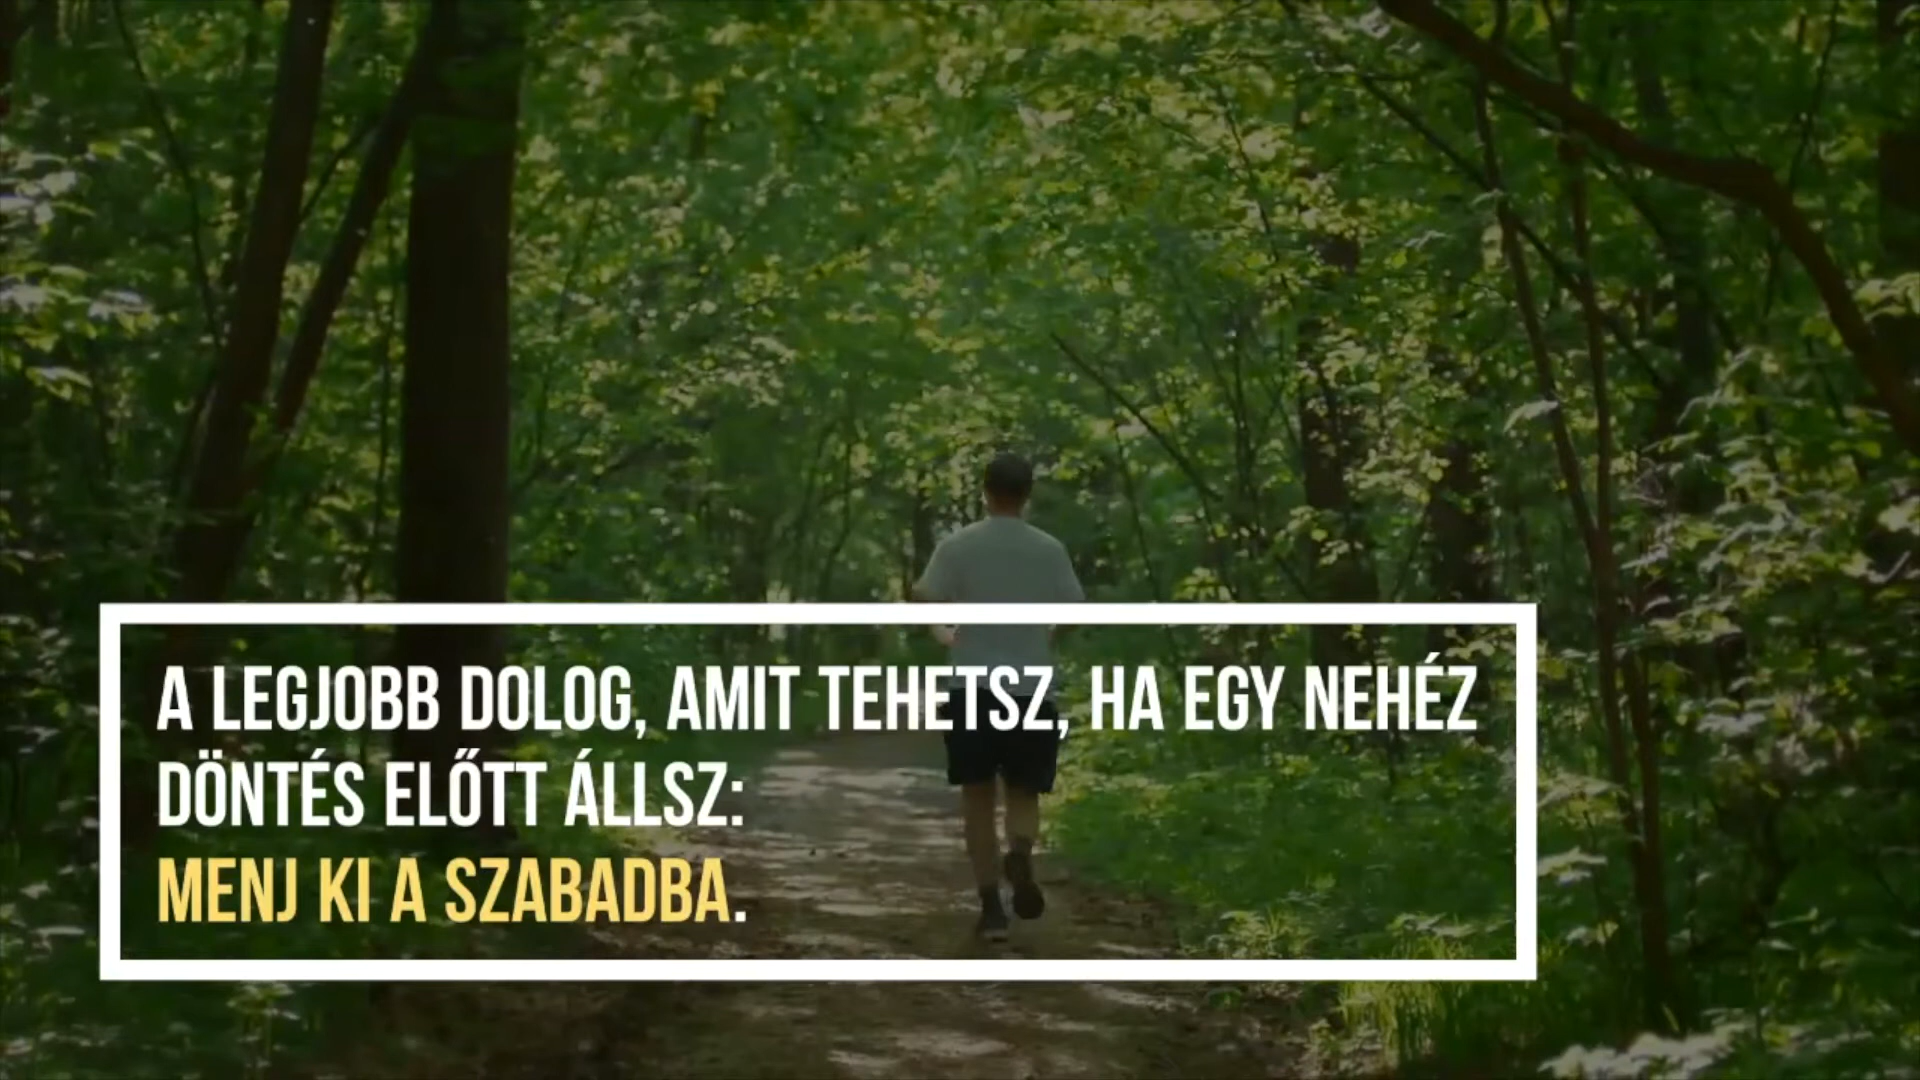 A LEGJOBB DOLOG, AMIT TEHETSZ, HA EGY NEHÉZ
DÖNTÉS ELŐTT ÁLLSZ:
MENJ KI A SZABADBA.